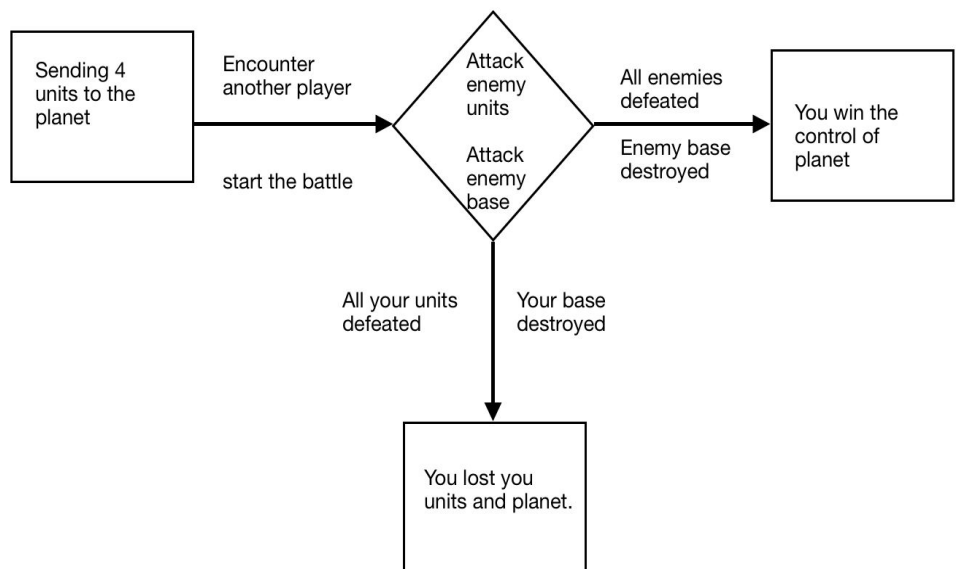 Sending 4
units to the
planet
Encounter
another player
start the battle
Attack
enemy
units
Attack
enemy
base
All enemies
defeated
Enemy base
destroyed
You win the
control of
planet
All your units
defeated
Your base
destroyed
You lost you
units and planet.